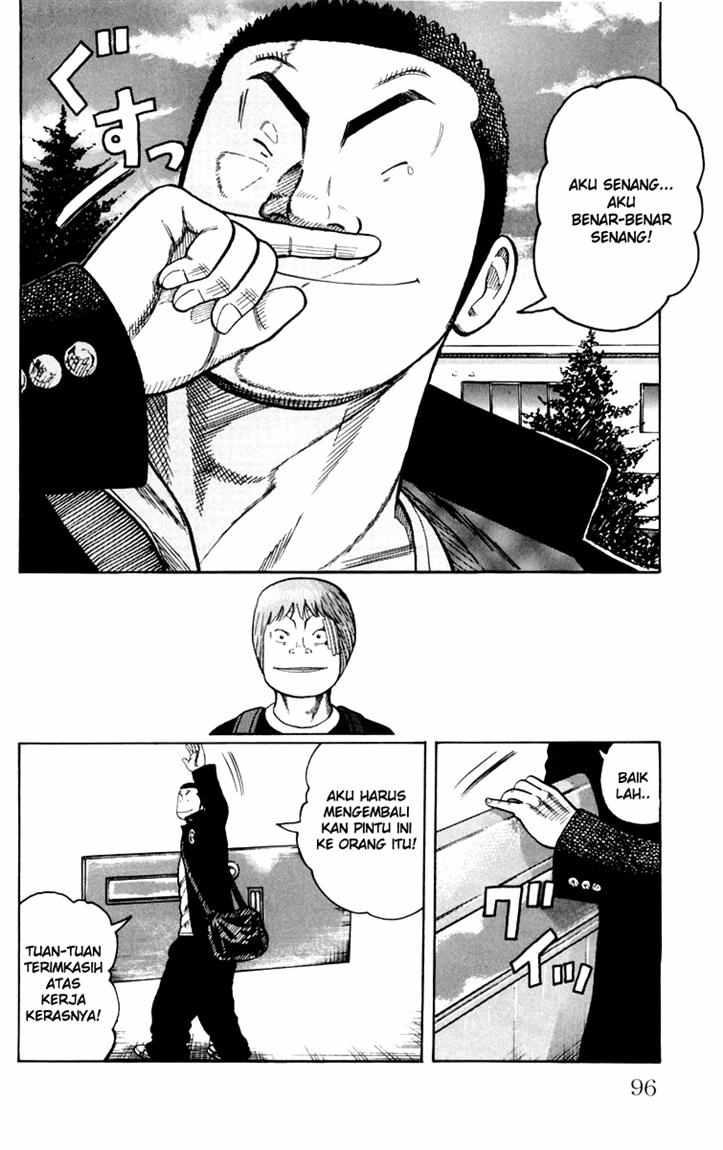 ぐすっ
AKU SENANG...
AKU
BENAR-BENAR
SENANG!
BAIK
LAH..
グイッ
AKU HARUS
MENGEMBALI
KAN PINTU INI
KE ORANG ITU!
TUAN-TUAN
TERIMKASIH
ATAS
KERJA
KERASNYA!
96